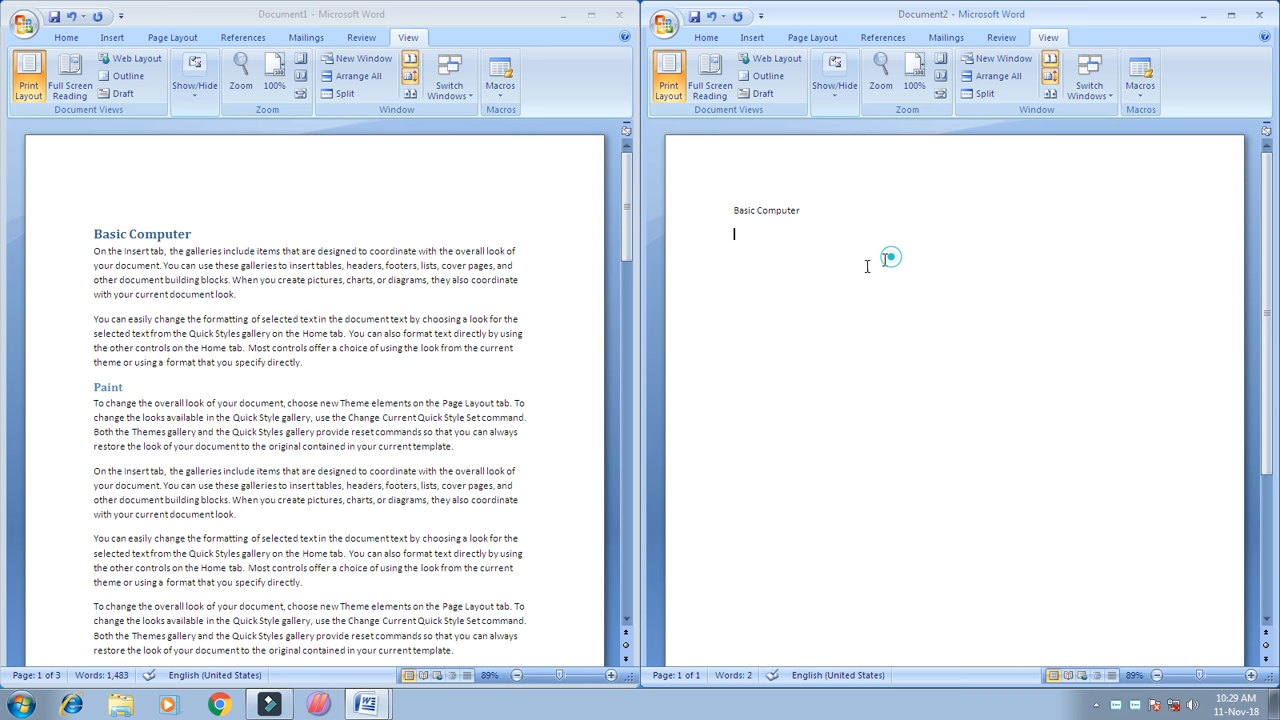 Document1 - Microsoft Word
Home Insert Page Layout References Mailings Review View
Print Layout
Full Screen Reading
Web Layout
Outline
Draft
Document Views
Show/Hide
Zoom
100%
Zoom
New Window
Arrange All
Split
Switch Windows
Window
Macros
Macros
Basic Computer
On the Insert tab, the galleries include items that are designed to coordinate with the overall look of
your document. You can use these galleries to insert tables, headers, footers, lists, cover pages, and
other document building blocks. When you create pictures, charts, or diagrams, they also coordinate
with your current document look.
You can easily change the formatting of selected text in the document text by choosing a look for the
selected text from the Quick Styles gallery on the Home tab. You can also format text directly by using
the other controls on the Home tab. Most controls offer a choice of using the look from the current
theme or using a format that you specify directly.
Paint
To change the overall look of your document, choose new Theme elements on the Page Layout tab. To
change the looks available in the Quick Style gallery, use the Change Current Quick Style Set command.
Both the Themes gallery and the Quick Styles gallery provide reset commands so that you can always
restore the look of your document to the original contained in your current template.
On the Insert tab, the galleries include items that are designed to coordinate with the overall look of
your document. You can use these galleries to insert tables, headers, footers, lists, cover pages, and
other document building blocks. When you create pictures, charts, or diagrams, they also coordinate
with your current document look.
You can easily change the formatting of selected text in the document text by choosing a look for the
selected text from the Quick Styles gallery on the Home tab. You can also format text directly by using
the other controls on the Home tab. Most controls offer a choice of using the look from the current
theme or using a format that you specify directly.
To change the overall look of your document, choose new Theme elements on the Page Layout tab. To
change the looks available in the Quick Style gallery, use the Change Current Quick Style Set command.
Both the Themes gallery and the Quick Styles gallery provide reset commands so that you can always
restore the look of your document to the original contained in your current template.
Page: 1 of 3 Words: 1,483 English (United States) 89%
Document2 - Microsoft Word
Home Insert Page Layout References Mailings Review View
Print Layout
Full Screen Reading
Web Layout
Outline
Draft
Document Views
Show/Hide
Zoom
100%
Zoom
New Window
Arrange All
Split
Switch Windows
Window
Macros
Macros
Basic Computer
Page: 1 of 1 Words: 2 English (United States) 89%
10:29 AM
11-Nov-18